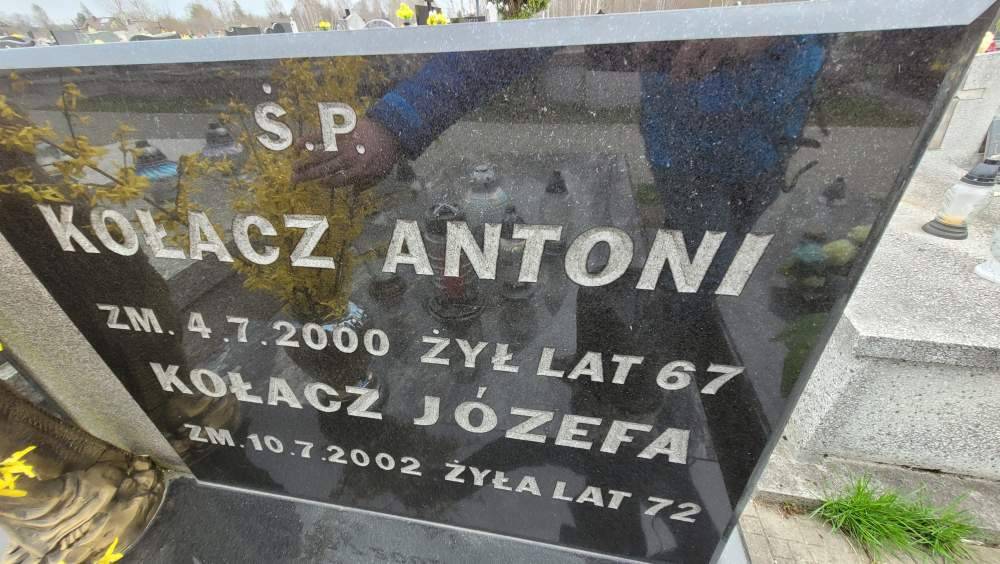 Ś.P.
KOŁACZ ANTONI
ZM. 4.7.2000 ŻYŁ LAT 67
KOŁACZ JÓZEFA
ZM. 10.7.2002 ŻYŁA LAT 72